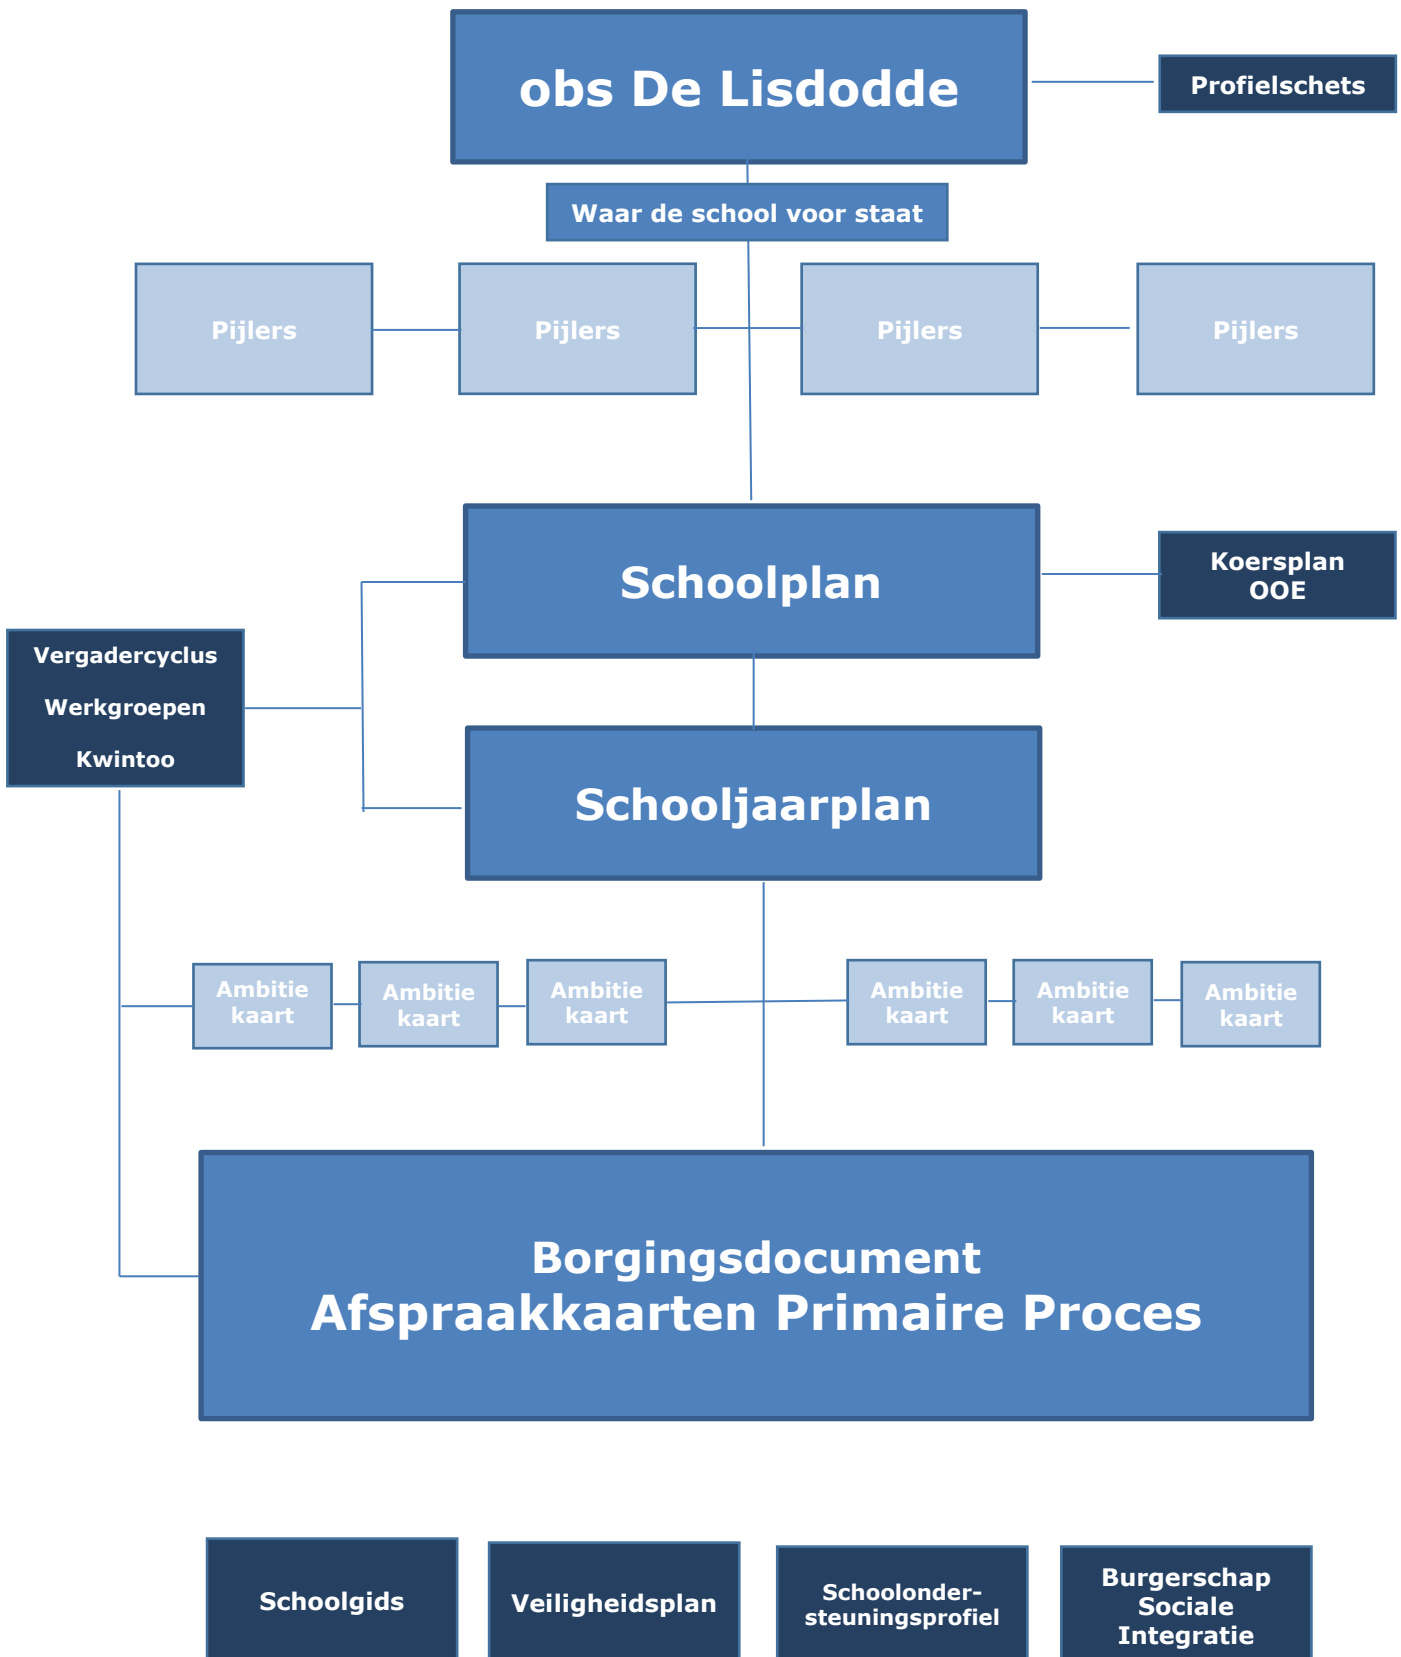 obs De Lisdodde
Profielschets
Waar de school voor staat
Pijlers
Pijlers
Pijlers
Pijlers
Schoolplan
Koersplan
OOE
Vergadercyclus
Werkgroepen
Kwintoo
Schooljaarplan
Ambitie
kaart
Ambitie
kaart
Ambitie
kaart
Ambitie
kaart
Ambitie
kaart
Ambitie
kaart
Borgingsdocument
Afspraakkaarten Primaire Proces
Schoolgids
Veiligheidsplan
Schoolonder-
steuningsprofiel
Burgerschap
Sociale
Integratie